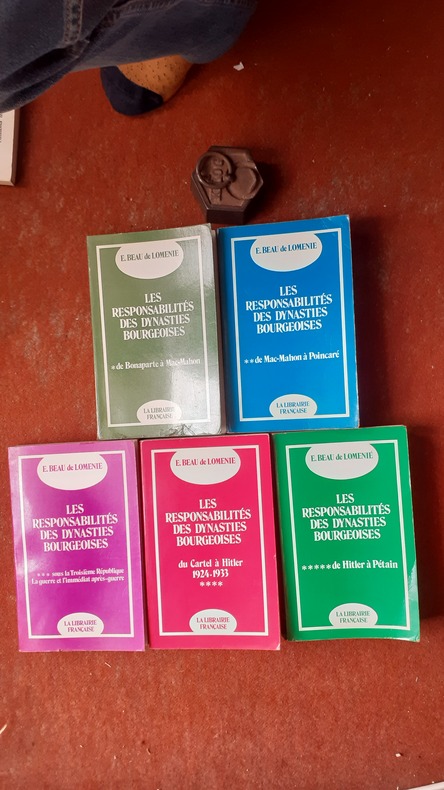 E. BEAU de LOMENIE
LES
RESPONSABILITÉS
DES DYNASTIES
BOURGEOISES
* de Bonaparte à Mac-Mahon
LA LIBRAIRIE
FRANÇAISE
E. BEAU de LOMENIE
LES
RESPONSABILITÉS
DES DYNASTIES
BOURGEOISES
** de Mac-Mahon à Poincaré
LA LIBRAIRIE
FRANÇAISE
E. BEAU de LOMENIE
LES
RESPONSABILITÉS
DES DYNASTIES
BOURGEOISES
*** sous la Troisième République
La guerre et l'immédiat après-guerre
LA LIBRAIRIE
FRANÇAISE
E. BEAU de LOMENIE
LES
RESPONSABILITÉS
DES DYNASTIES
BOURGEOISES
du Cartel à Hitler
1924-1933
****
LA LIBRAIRIE
FRANÇAISE
E. BEAU de LOMENIE
LES
RESPONSABILITÉS
DES DYNASTIES
BOURGEOISES
***** de Hitler à Pétain
LA LIBRAIRIE
FRANÇAISE